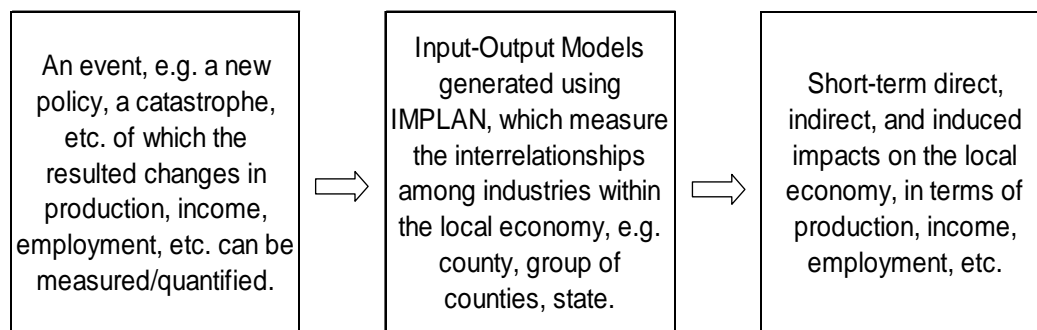 An event, e.g. a new
policy, a catastrophe,
etc. of which the
resulted changes in
production, income,
employment, etc. can be
measured/quantified.
Input-Output Models
generated using
IMPLAN, which measure
the interrelationships
among industries within
the local economy, e.g.
county, group of
counties, state.
Short-term direct,
indirect, and induced
impacts on the local
economy, in terms of
production, income,
employment, etc.